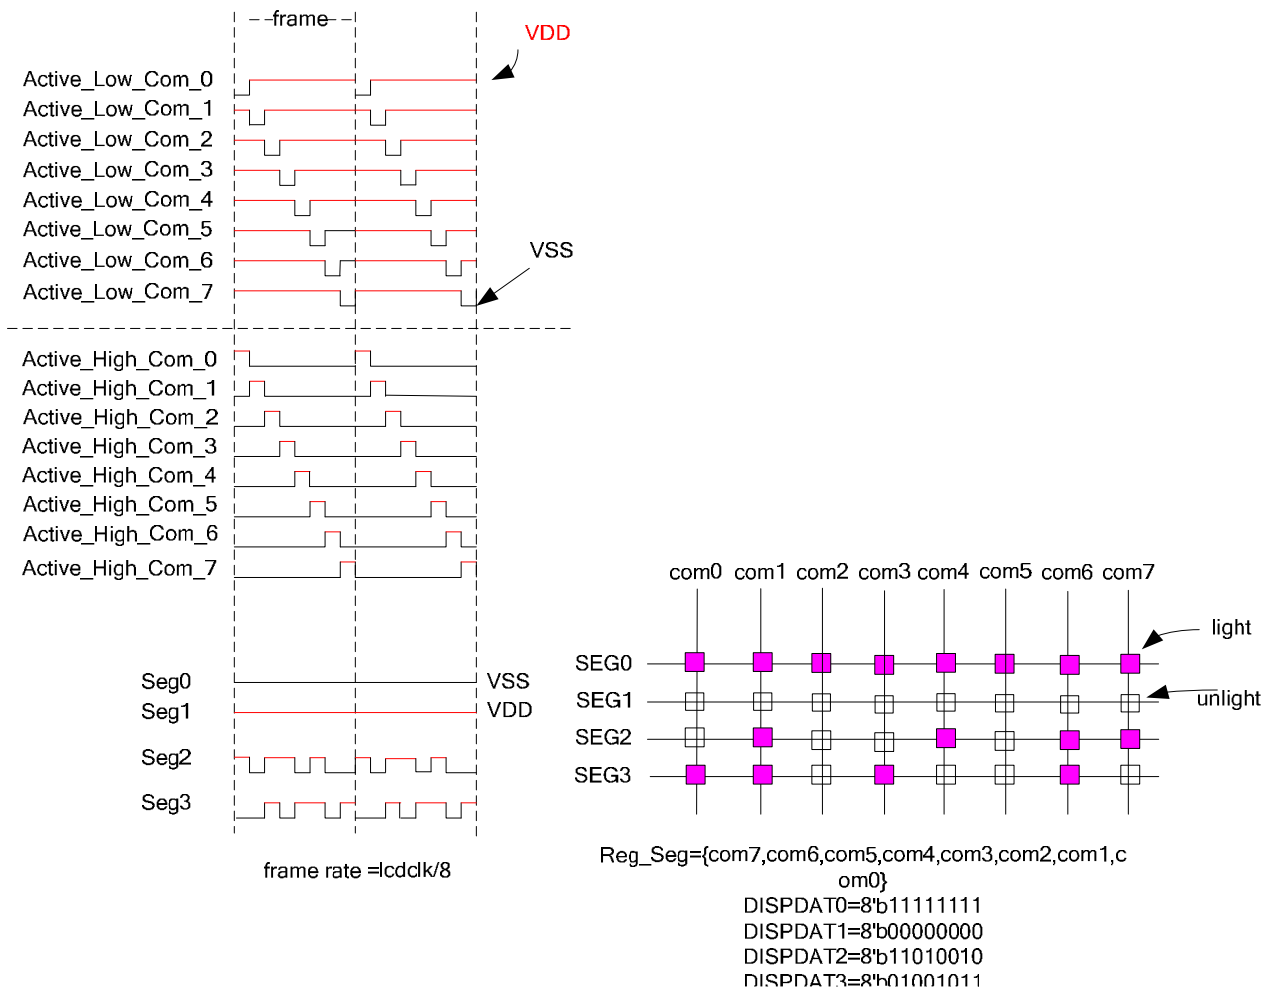 frame
VDD
Active_Low_Com_0
Active_Low_Com_1
Active_Low_Com_2
Active_Low_Com_3
Active_Low_Com_4
Active_Low_Com_5
Active_Low_Com_6
Active_Low_Com_7
VSS
Active_High_Com_0
Active_High_Com_1
Active_High_Com_2
Active_High_Com_3
Active_High_Com_4
Active_High_Com_5
Active_High_Com_6
Active_High_Com_7
Seg0 VSS
Seg1 VDD
Seg2
Seg3
frame rate =lcdclk/8
com0 com1 com2 com3 com4 com5 com6 com7
light
SEG0
SEG1
unlight
SEG2
SEG3
Reg_Seg={com7,com6,com5,com4,com3,com2,com1,c
om0}
DISPDAT0=8'b11111111
DISPDAT1=8'b00000000
DISPDAT2=8'b11010010
DISPDAT3=8'b01001011